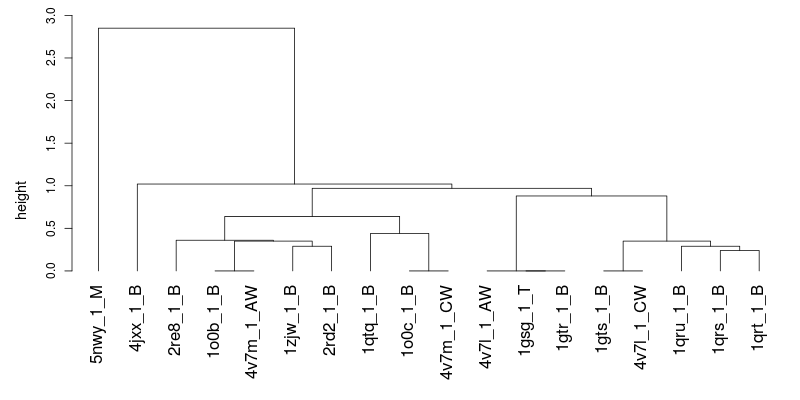 height
3.0
2.5
2.0
1.5
1.0
0.5
0.0
5nwy_1_M
4jxx_1_B
2re8_1_B
1o0b_1_B
4v7m_1_AW
1zjw_1_B
2rd2_1_B
1qtq_1_B
1o0c_1_B
4v7m_1_CW
4v7l_1_AW
1gsg_1_T
1gtr_1_B
1gts_1_B
4v7l_1_CW
1qru_1_B
1qrs_1_B
1qrt_1_B